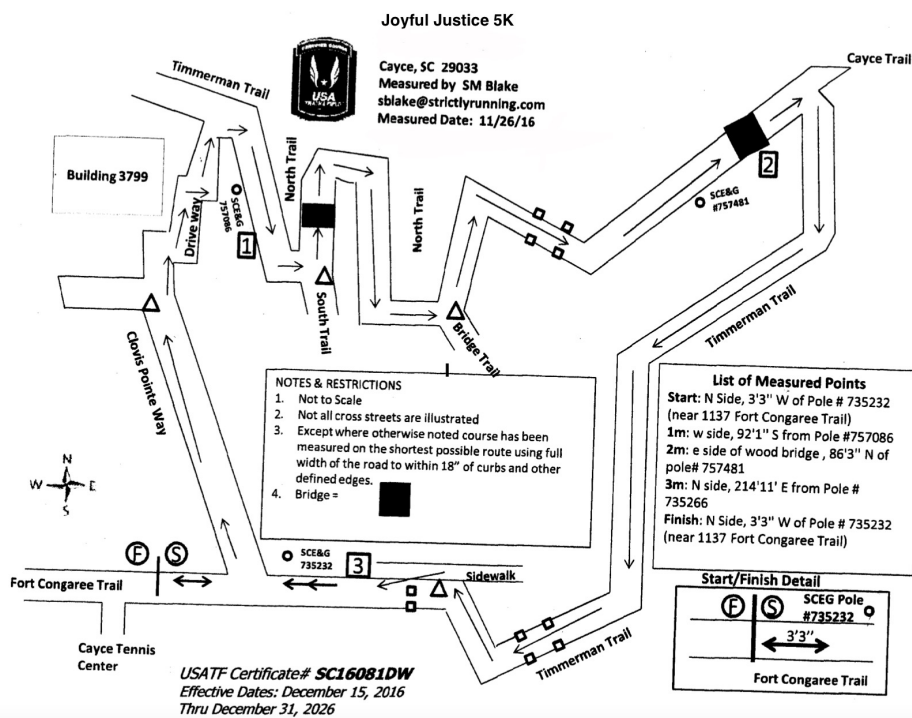 Joyful Justice 5K
USA
Cayce, SC 29033
Measured by SM Blake
sblake@strictlyrunning.com
Measured Date: 11/26/16
Timmerman Trail
Cayce Trail
Building 3799
North Trail
North Trail
Drive way
SCE&G
757086
1
2
SCE&G
#757481
South Trail
Bridge Trail
Timmerman Trail
Clovis Pointe Way
NOTES & RESTRICTIONS
1. Not to Scale
2. Not all cross streets are illustrated
3. Except where otherwise noted course has been
measured on the shortest possible route using full
width of the road to within 18" of curbs and other
defined edges.
4. Bridge =
List of Measured Points
Start: N Side, 3'3" W of Pole # 735232
(near 1137 Fort Congaree Trail)
1m: w side, 92'1" S from Pole #757086
2m: e side of wood bridge , 86'3" N of
pole# 757481
3m: N side, 214'11' E from Pole #
735266
Finish: N Side, 3'3" W of Pole # 735232
(near 1137 Fort Congaree Trail)
N
W E
S
F S
SCE&G
735232
3
Sidewalk
Fort Congaree Trail
Cayce Tennis
Center
Timmerman Trail
Start/Finish Detail
F S
SCEG Pole
#735232
3'3"
Fort Congaree Trail
USATF Certificate# SC16081DW
Effective Dates: December 15, 2016
Thru December 31, 2026